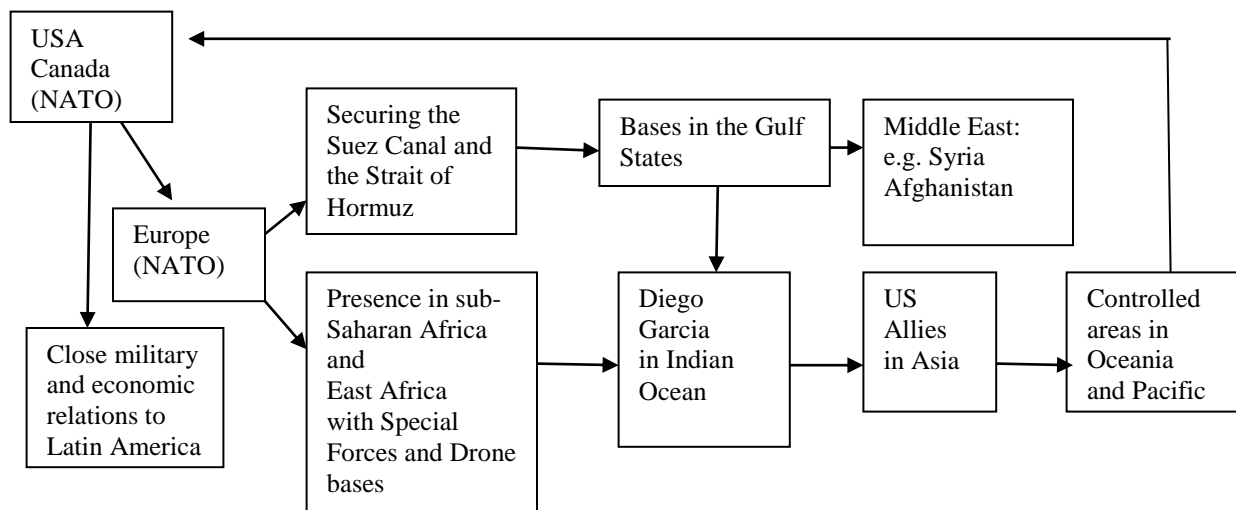 USA
Canada
(NATO)
Securing the
Suez Canal and
the Strait of
Hormuz
Bases in the Gulf
States
Middle East:
e.g. Syria
Afghanistan
Europe
(NATO)
Close military
and economic
relations to
Latin America
Presence in sub-
Saharan Africa
and
East Africa
with Special
Forces and Drone
bases
Diego
Garcia
in Indian
Ocean
US
Allies
in Asia
Controlled
areas in
Oceania
and Pacific